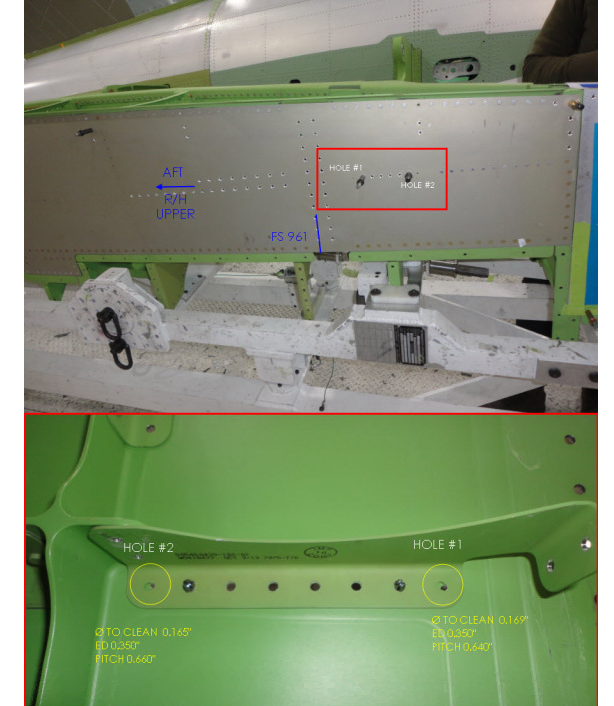 HOLE #1
AFT
HOLE #2
R/H
UPPER
FS 961
HOLE #2
HOLE #1
Ø TO CLEAN 0.165"
ED 0.350"
PITCH 0.660"
Ø TO CLEAN 0.169"
ED 0.350"
PITCH 0.640"